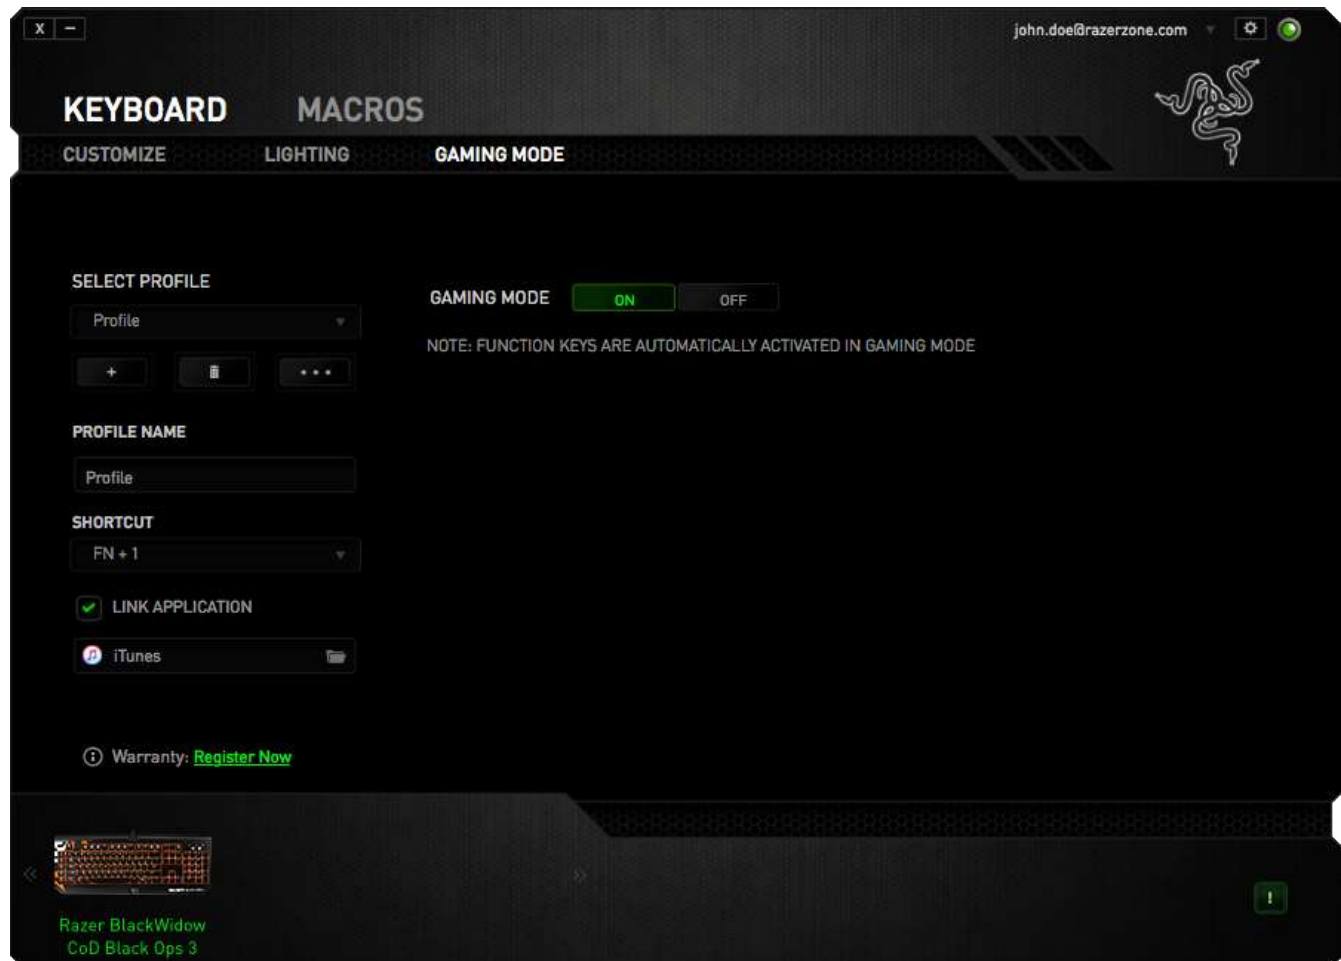 X –
john.doe@razerzone.com
KEYBOARD MACROS
CUSTOMIZE LIGHTING GAMING MODE
SELECT PROFILE
Profile
+ •••
PROFILE NAME
Profile
SHORTCUT
FN + 1
LINK APPLICATION
iTunes
Warranty: Register Now
GAMING MODE ON OFF
NOTE: FUNCTION KEYS ARE AUTOMATICALLY ACTIVATED IN GAMING MODE
Razer BlackWidow
CoD Black Ops 3
!